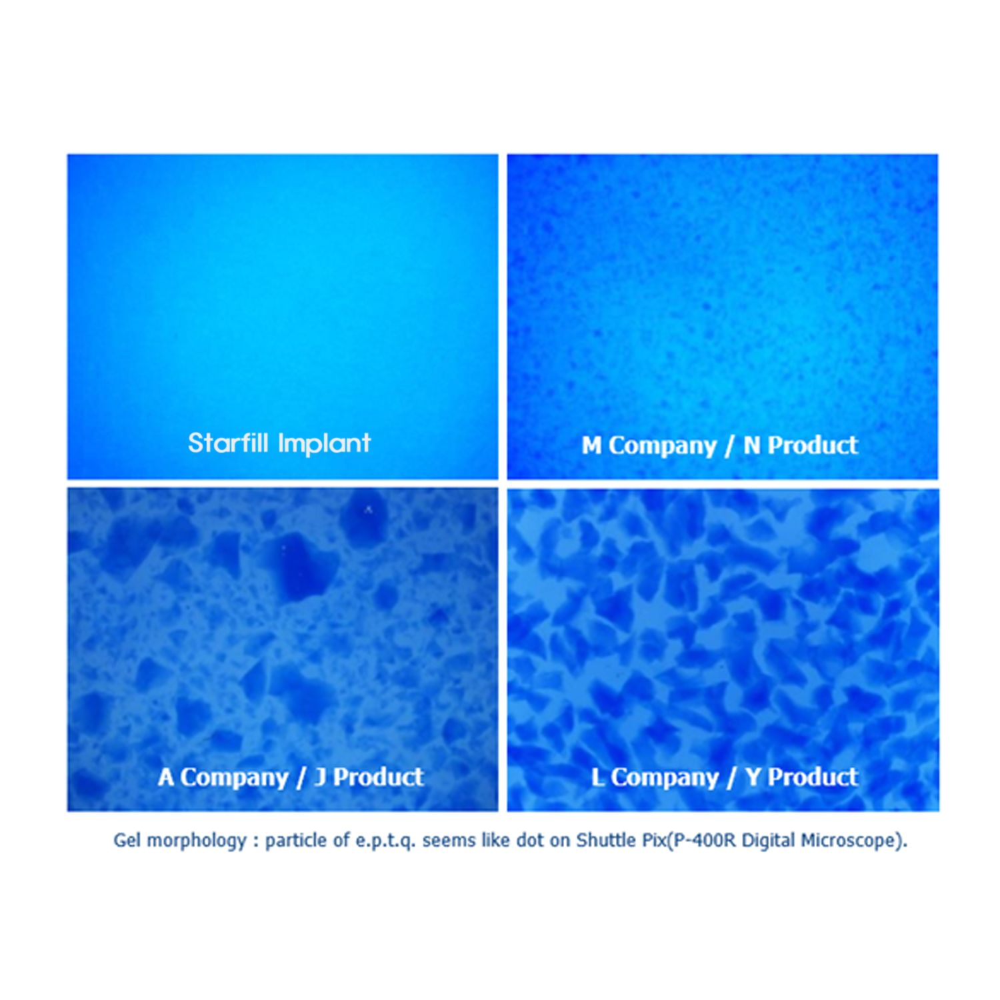 Starfill Implant
M Company / N Product
A Company / J Product
L Company / Y Product
Gel morphology : particle of e.p.t.q. seems like dot on Shuttle Pix(P-400R Digital Microscope).